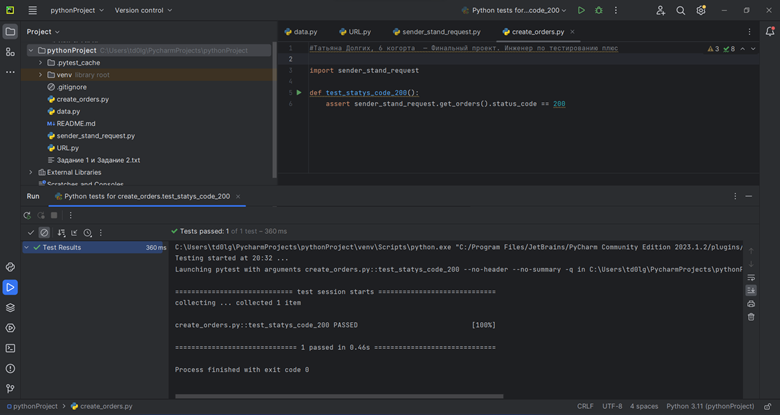 pythonProject
Version control
Python tests for...code_200
Project
data.py
URL.py
sender_stand_request.py
create_orders.py
pythonProject C:\Users\td0lg\PycharmProjects\pythonProject
.pytest_cache
venv library root
.gitignore
create_orders.py
data.py
README.md
sender_stand_request.py
URL.py
Задание 1 и Задание 2.txt
External Libraries
Scratches and Consoles
1 #Татьяна Долгих, 6 когорта – Финальный проект. Инженер по тестированию плюс
3 8
2
3 import sender_stand_request
4
5 def test_statys_code_200():
6 assert sender_stand_request.get_orders().status_code == 200
Run
Python tests for create_orders.test_statys_code_200
Tests passed: 1 of 1 test – 360 ms
Test Results 360 ms
C:\Users\td0lg\PycharmProjects\pythonProject\venv\Scripts\python.exe "C:/Program Files/JetBrains/PyCharm Community Edition 2023.1.2/plugins/
Testing started at 20:32 ...
Launching pytest with arguments create_orders.py::test_statys_code_200 --no-header --no-summary -q in C:\Users\td0lg\PycharmProjects\pythonP
============================= test session starts =============================
collecting ... collected 1 item
create_orders.py::test_statys_code_200 PASSED [100%]
============================== 1 passed in 0.46s ==============================
Process finished with exit code 0
pythonProject
create_orders.py
CRLF
UTF-8
4 spaces
Python 3.11 (pythonProject)